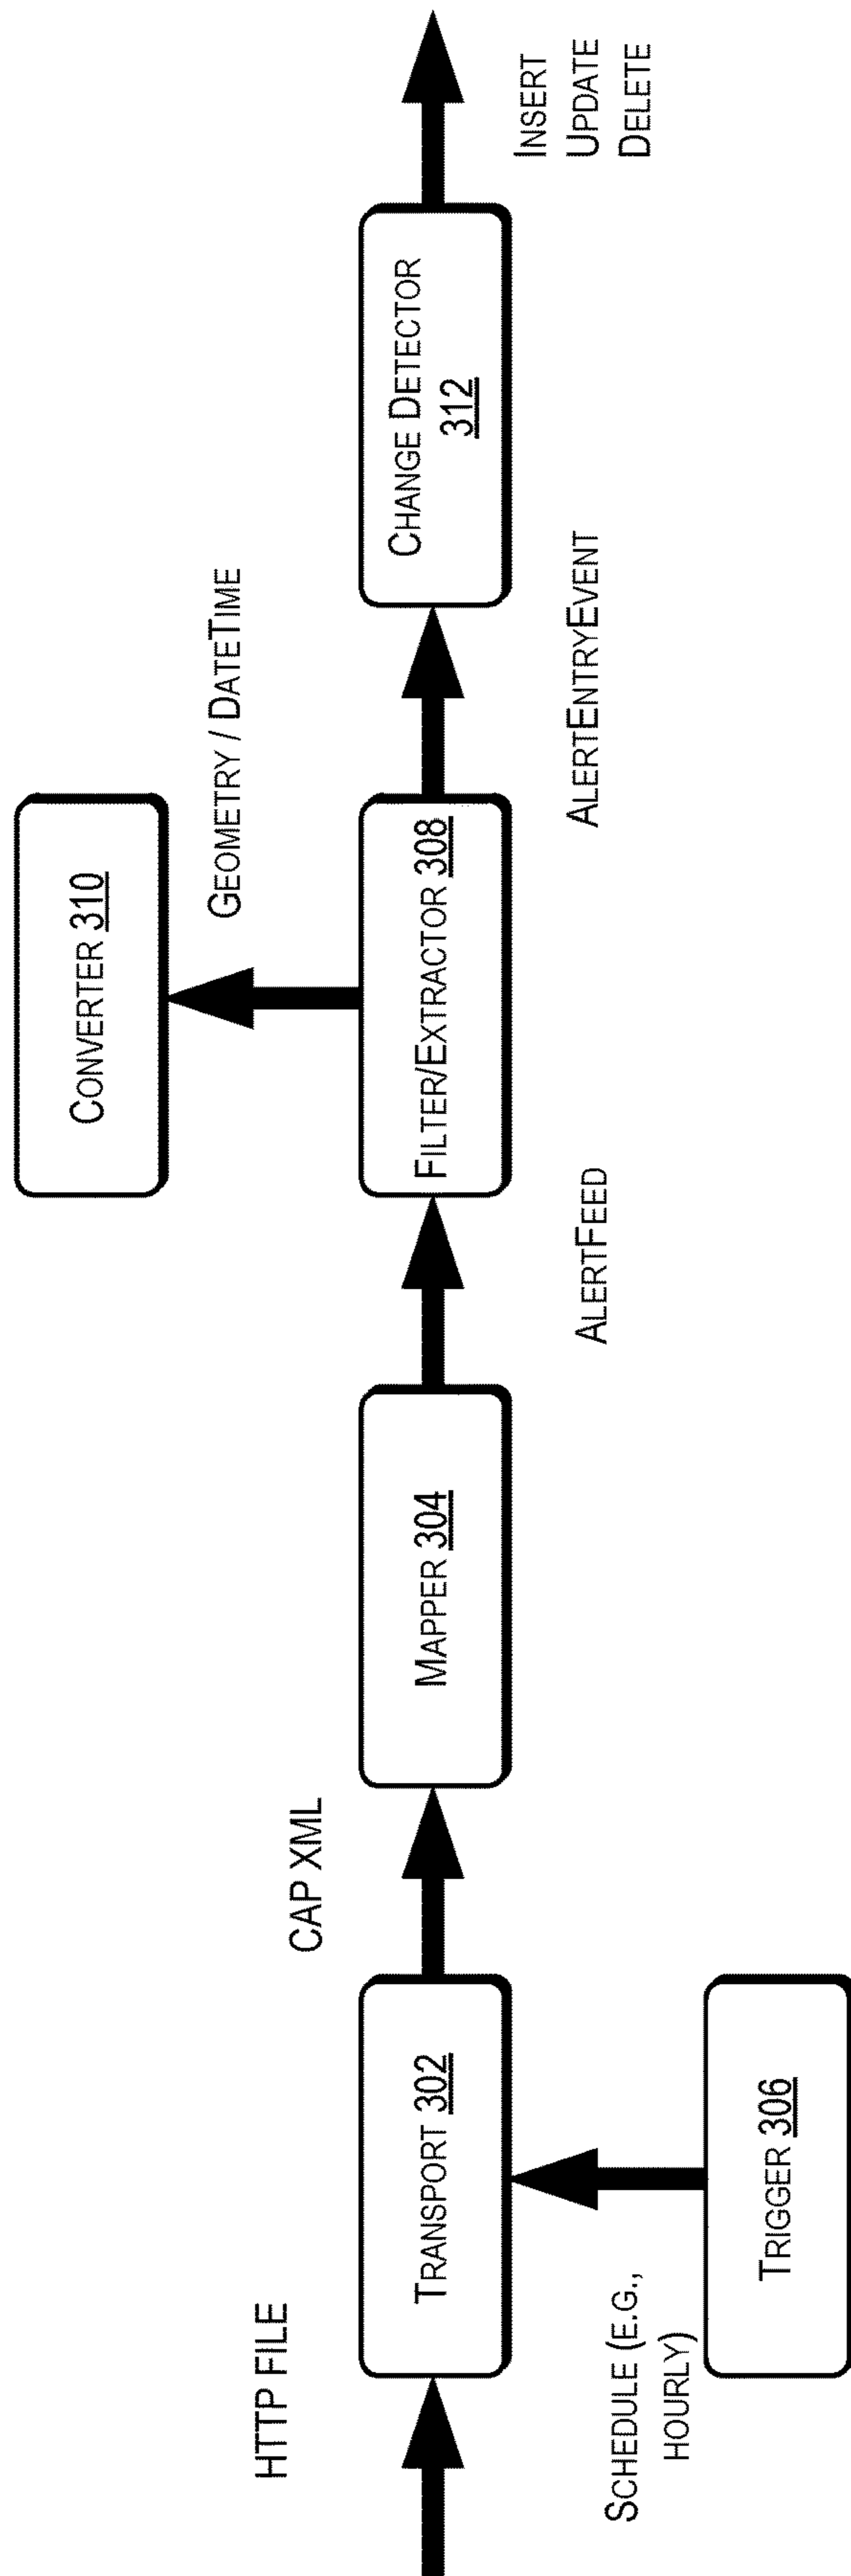 HTTP FILE
TRANSPORT 302
SCHEDULE (E.G.,
HOURLY)
TRIGGER 306
CAP XML
MAPPER 304
ALERTFEED
FILTER/EXTRACTOR 308
CONVERTER 310
GEOMETRY / DATETIME
ALERTENTRYEVENT
CHANGE DETECTOR
312
INSERT
UPDATE
DELETE